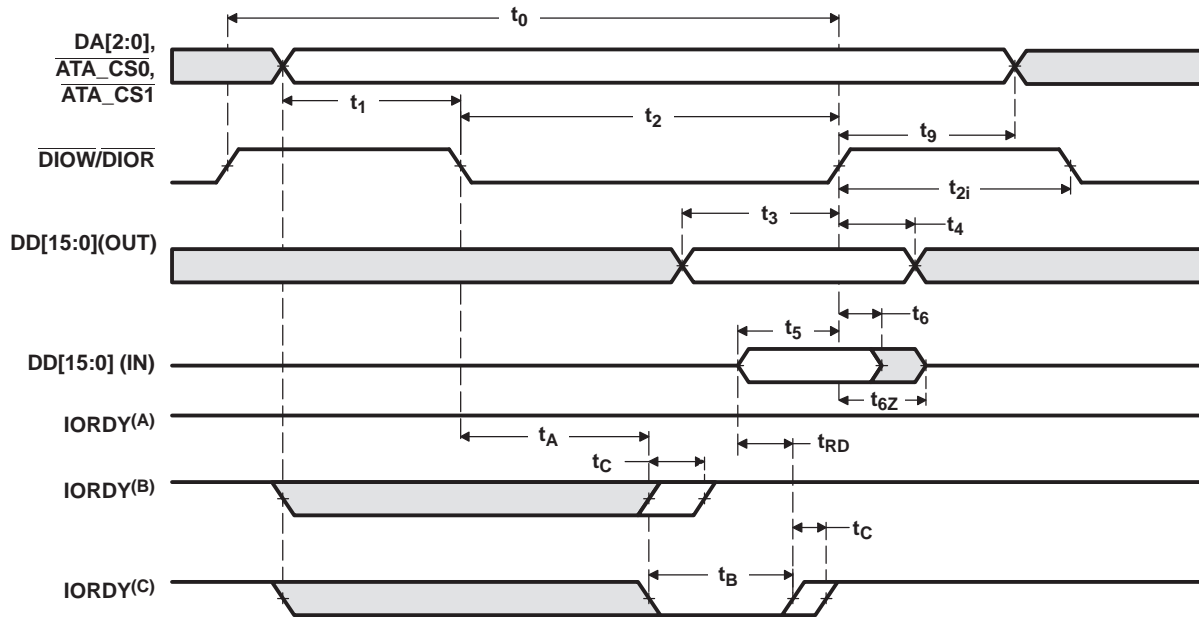 t0
DA[2:0],
ATA_CS0,
ATA_CS1
t1
t2
t9
DIOW/DIOR
t2i
t3
t4
DD[15:0](OUT)
t6
t5
DD[15:0] (IN)
t6Z
IORDY(A)
tA
tRD
tC
IORDY(B)
tC
tB
IORDY(C)